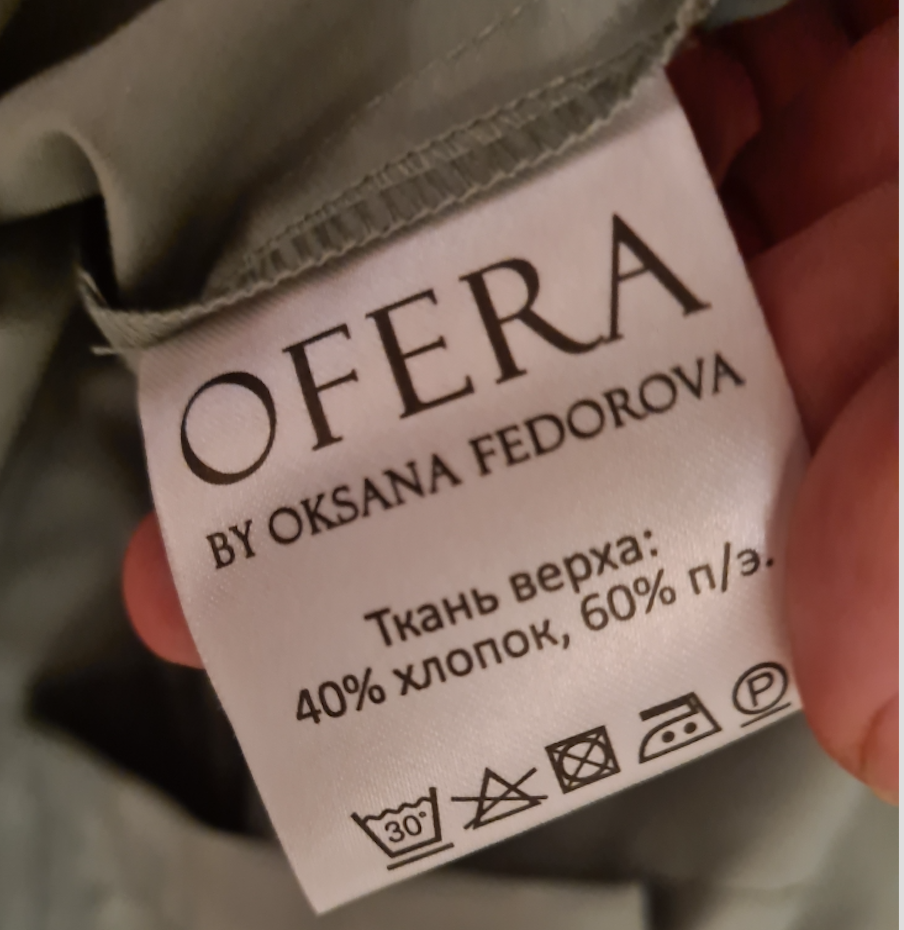 OFERA
BY OKSANA FEDOROVA
Ткань верха:
40% хлопок, 60% п/э.
30° P